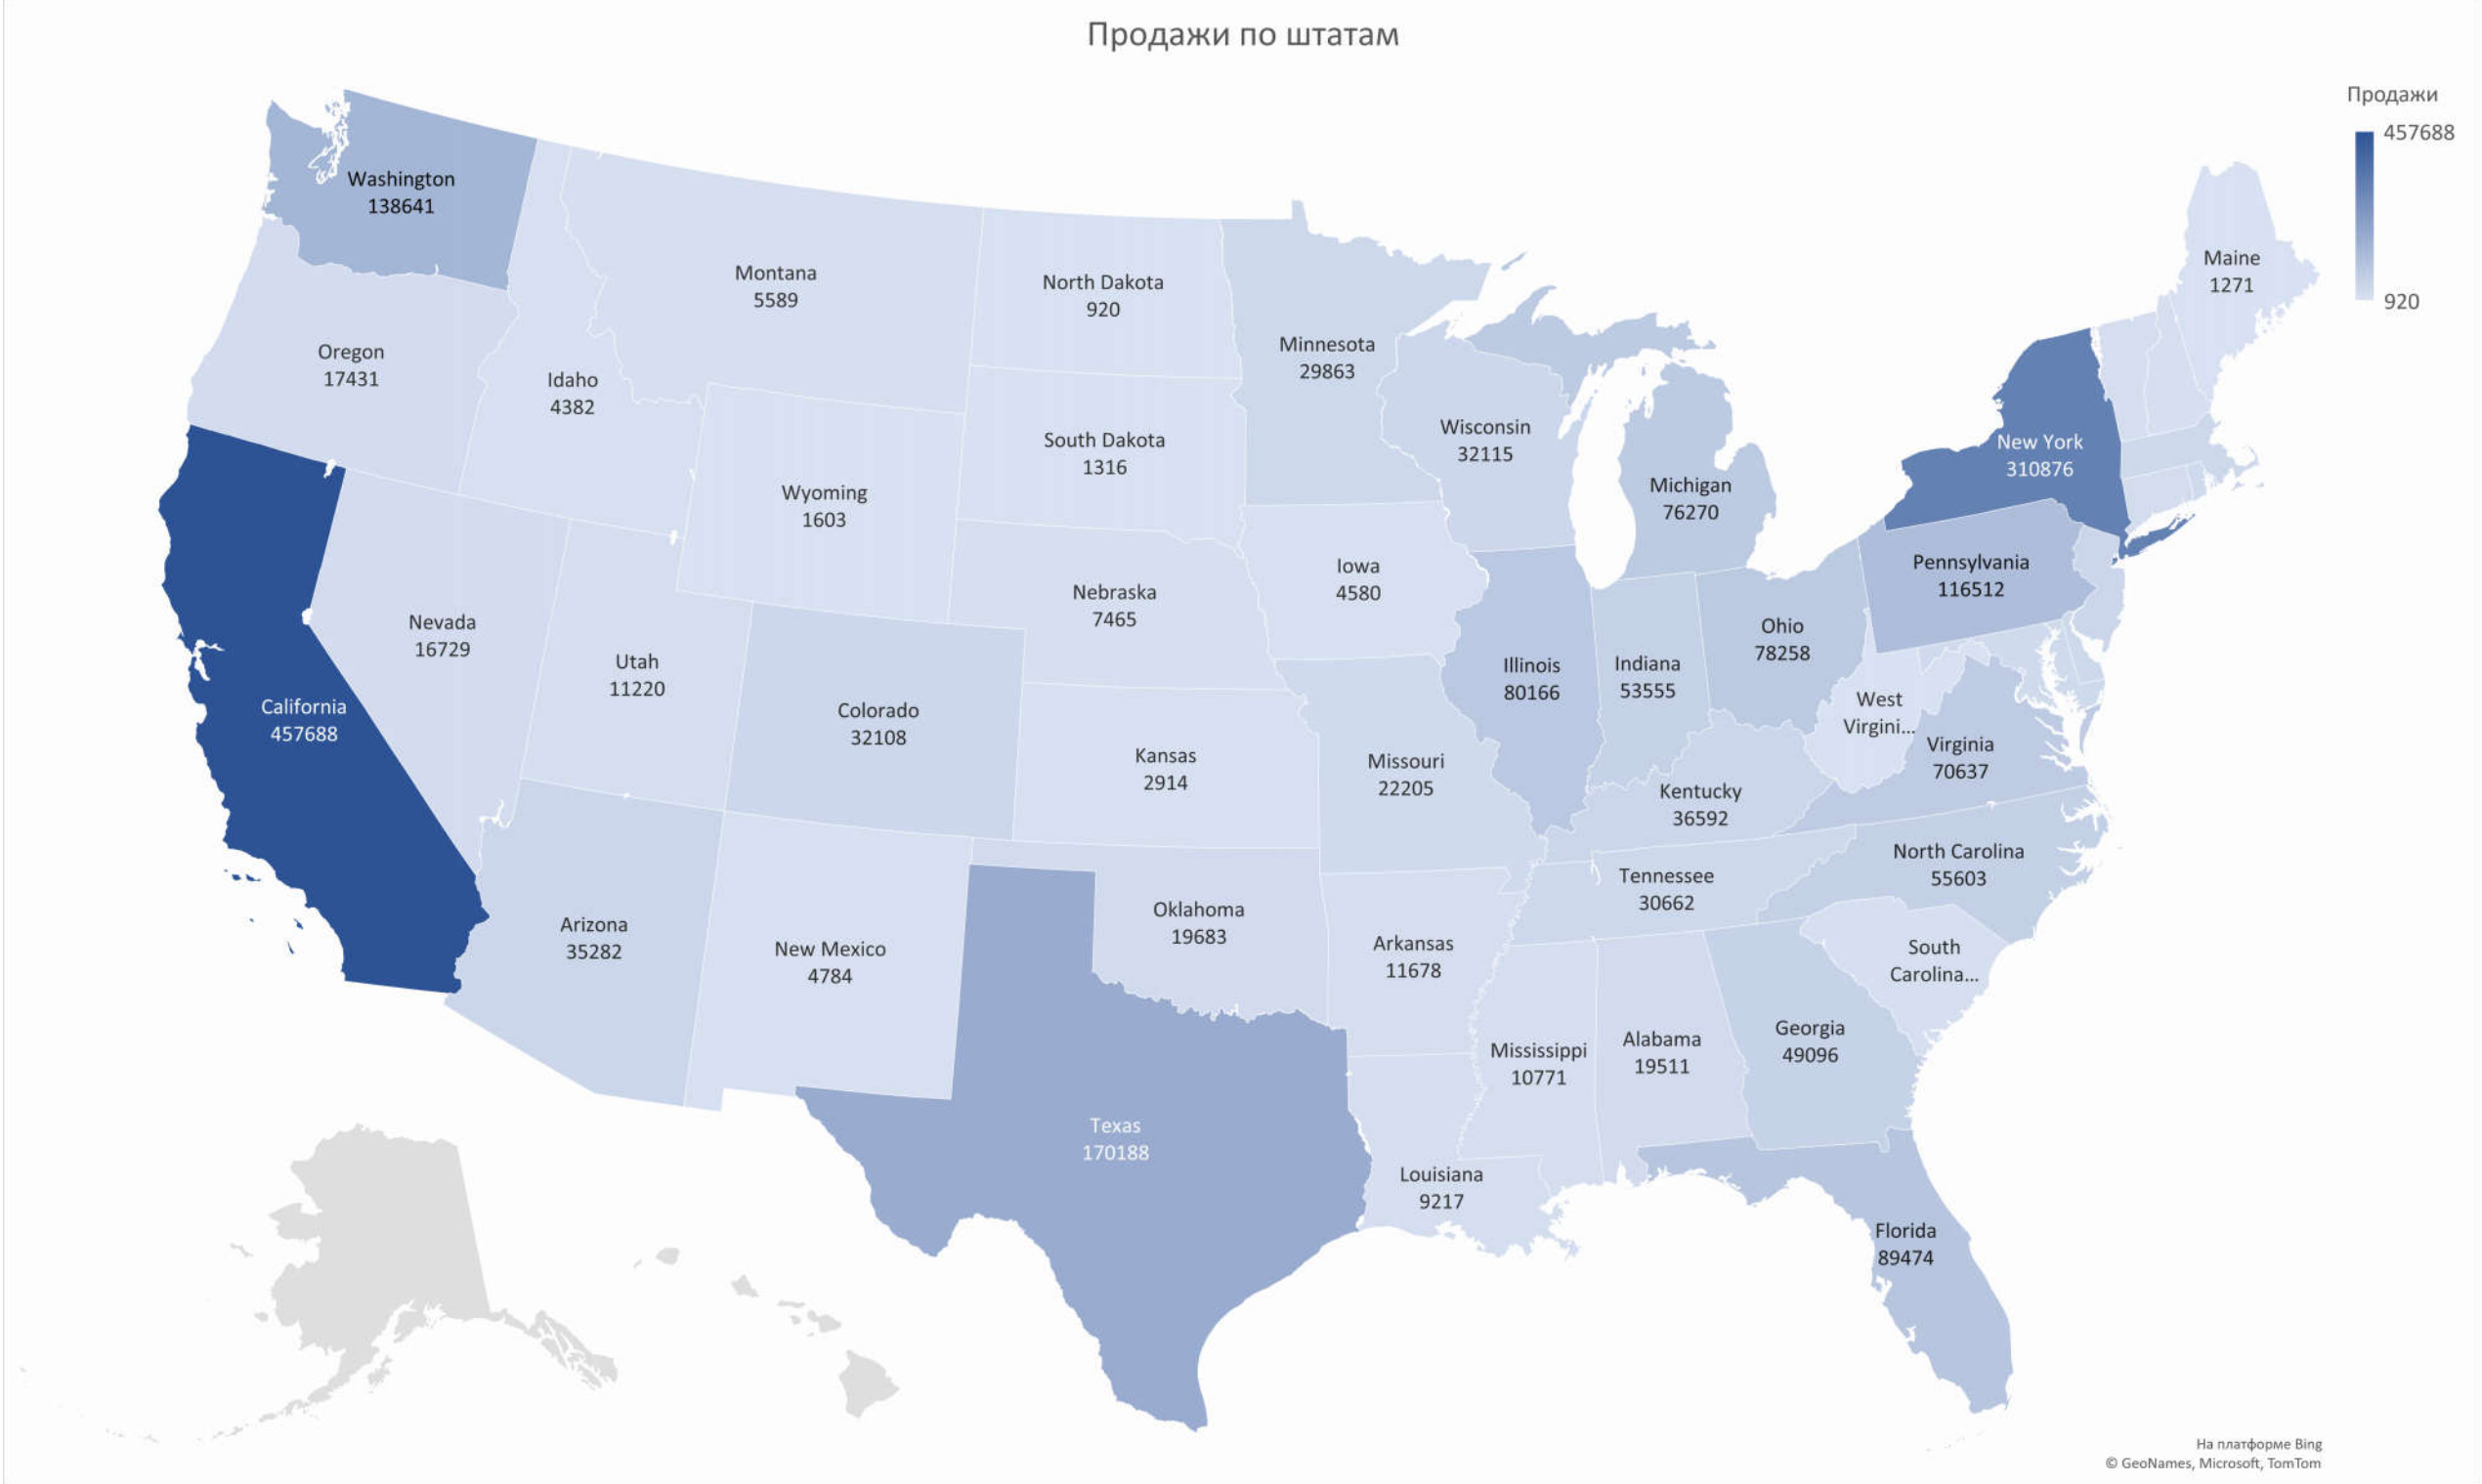 Продажи по штатам
Продажи
457688
920
Washington
138641
Montana
5589
North Dakota
920
Minnesota
29863
Maine
1271
Oregon
17431
Idaho
4382
Wisconsin
32115
New York
310876
South Dakota
1316
Michigan
76270
Wyoming
1603
Pennsylvania
116512
Iowa
4580
Nebraska
7465
Nevada
16729
Ohio
78258
Utah
11220
Illinois
80166
Indiana
53555
California
457688
Colorado
32108
West
Virgini...
Virginia
70637
Kansas
2914
Missouri
22205
Kentucky
36592
North Carolina
55603
Tennessee
30662
Oklahoma
19683
Arizona
35282
New Mexico
4784
Arkansas
11678
South
Carolina...
Georgia
49096
Alabama
19511
Mississippi
10771
Texas
170188
Louisiana
9217
Florida
89474
На платформе Bing
© GeoNames, Microsoft, TomTom